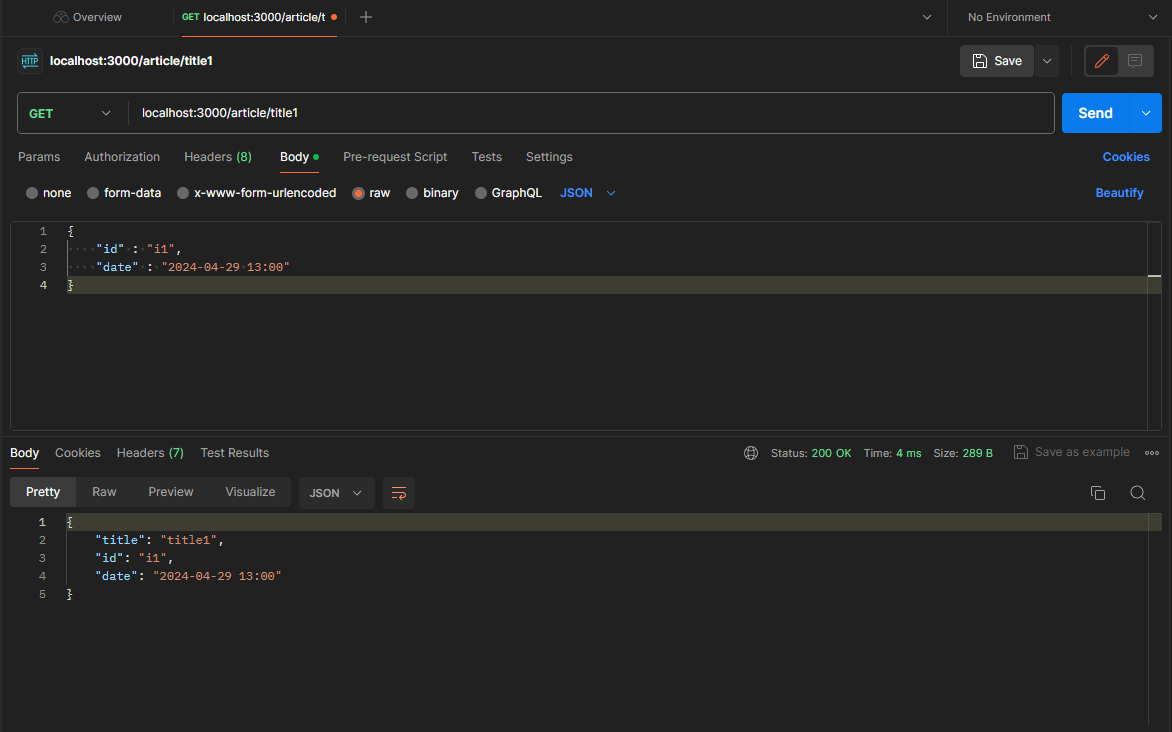 Overview GET localhost:3000/article/t No Environment
HTTP localhost:3000/article/title1 Save
GET localhost:3000/article/title1 Send
Params Authorization Headers (8) Body Pre-request Script Tests Settings Cookies
none form-data x-www-form-urlencoded raw binary GraphQL JSON Beautify
1 {
2 ····"id"·:·"i1",
3 ····"date"·:·"2024-04-29·13:00"
4 }
Body Cookies Headers (7) Test Results Status: 200 OK Time: 4 ms Size: 289 B Save as example
Pretty Raw Preview Visualize JSON
1 {
2 "title": "title1",
3 "id": "i1",
4 "date": "2024-04-29 13:00"
5 }